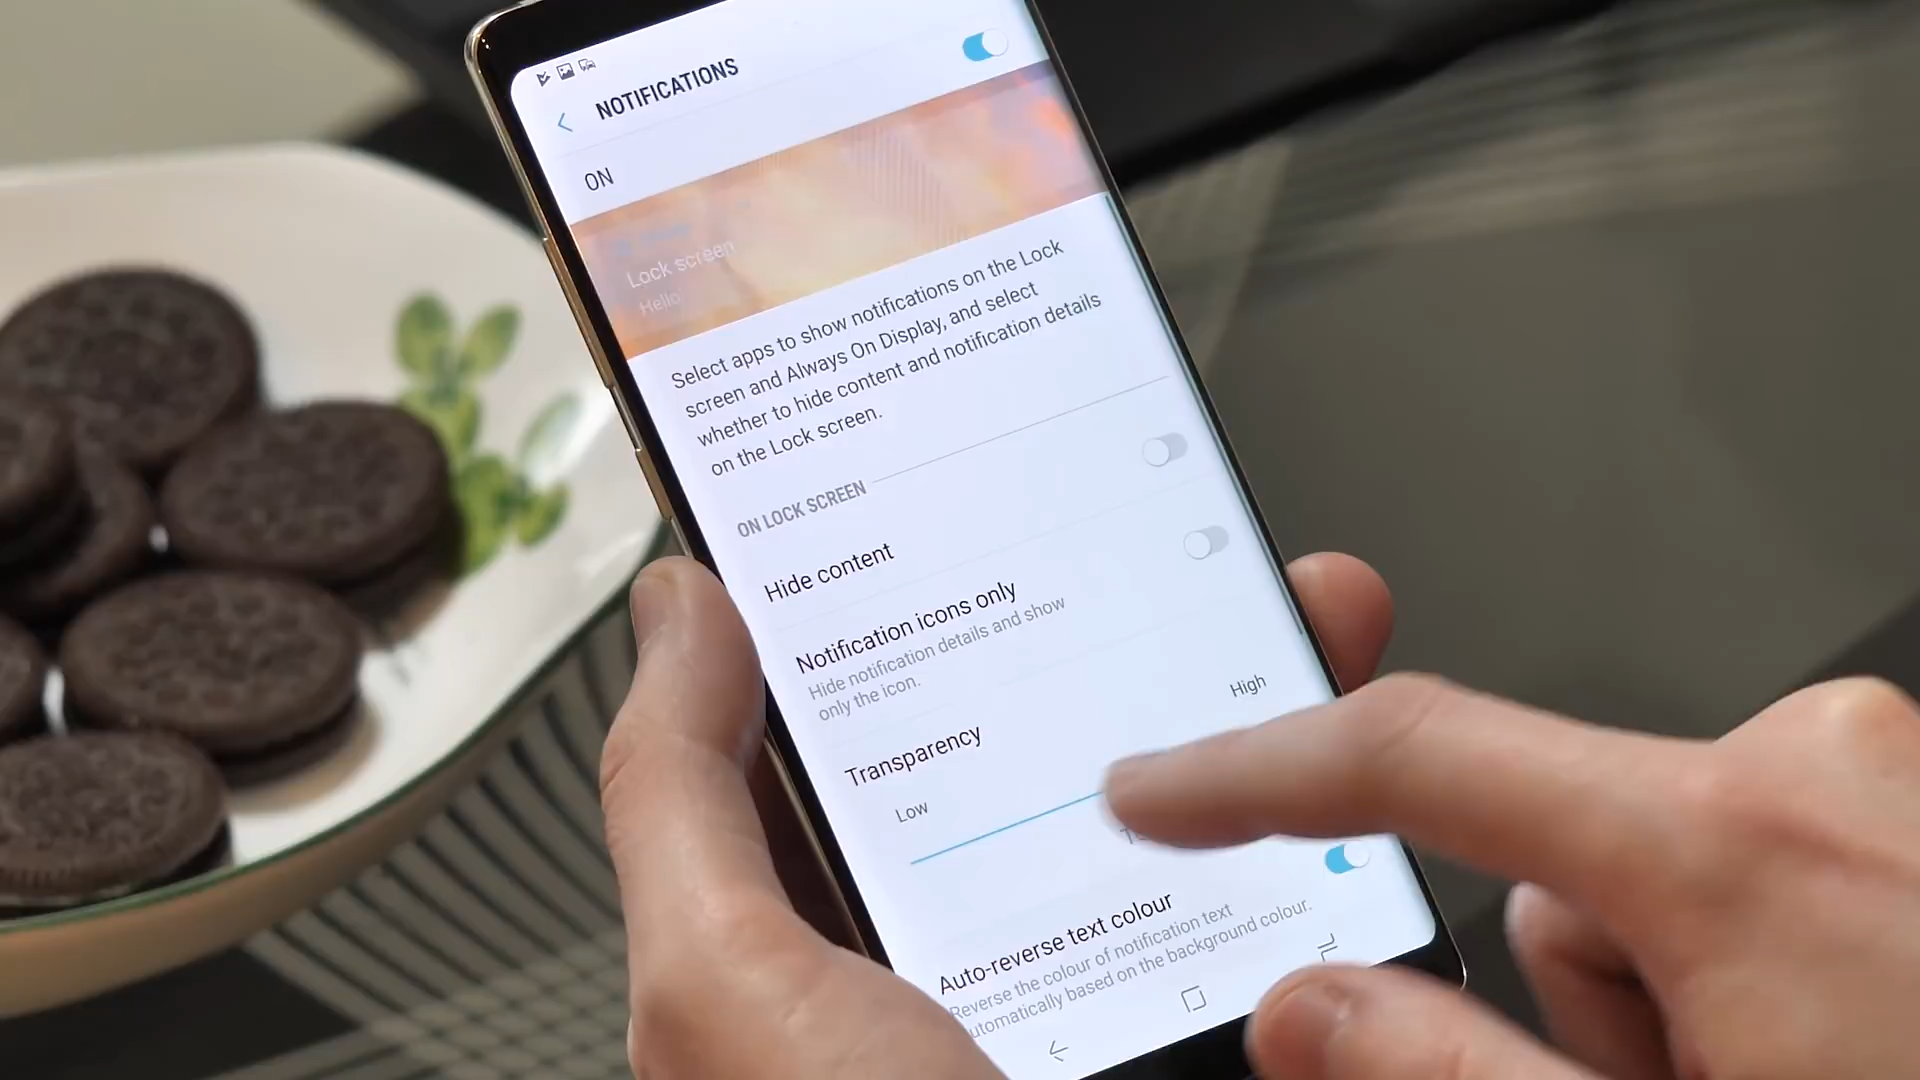 NOTIFICATIONS
ON
Lock screen
Hello
Select apps to show notifications on the Lock
screen and Always On Display, and select
whether to hide content and notification details
on the Lock screen.
ON LOCK SCREEN
Hide content
Notification icons only
Hide notification details and show
only the icon.
Transparency
Low
High
Auto-reverse text colour
Reverse the colour of notification text
automatically based on the background colour.